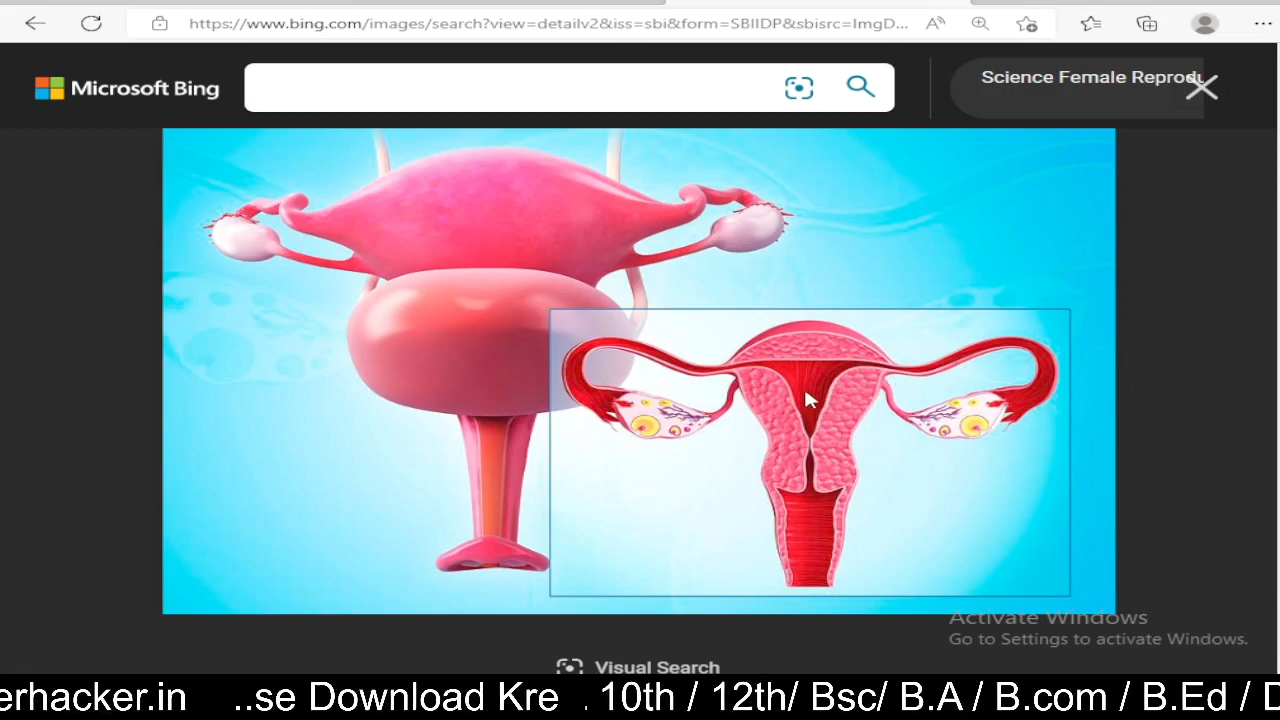 https://www.bing.com/images/search?view=detailv2&iss=sbi&form=SBIIDP&sbisrc=ImgD...
Microsoft Bing
Science Female Reprodu
Activate Windows
Go to Settings to activate Windows.
Visual Search
erhacker.in ..se Download Kre . 10th / 12th/ Bsc/ B.A / B.com / B.Ed / D